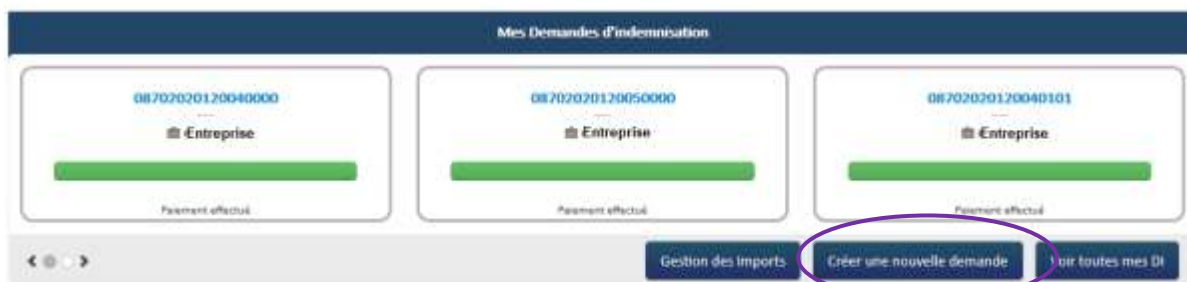 Mes Demandes d'indemnisation
08702020120040000
Entreprise
Paiement effectué
08702020120050000
Entreprise
Paiement effectué
08702020120040101
Entreprise
Paiement effectué
Gestion des Imports
Créer une nouvelle demande
Voir toutes mes DI